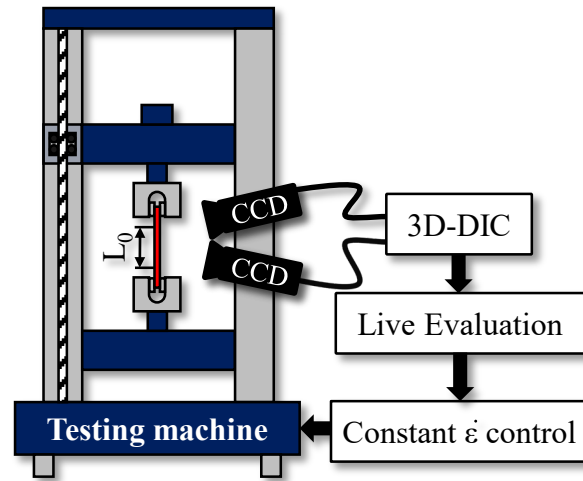 CCD
3D-DIC
L₀
CCD
Live Evaluation
Testing machine
Constant ε̇ control